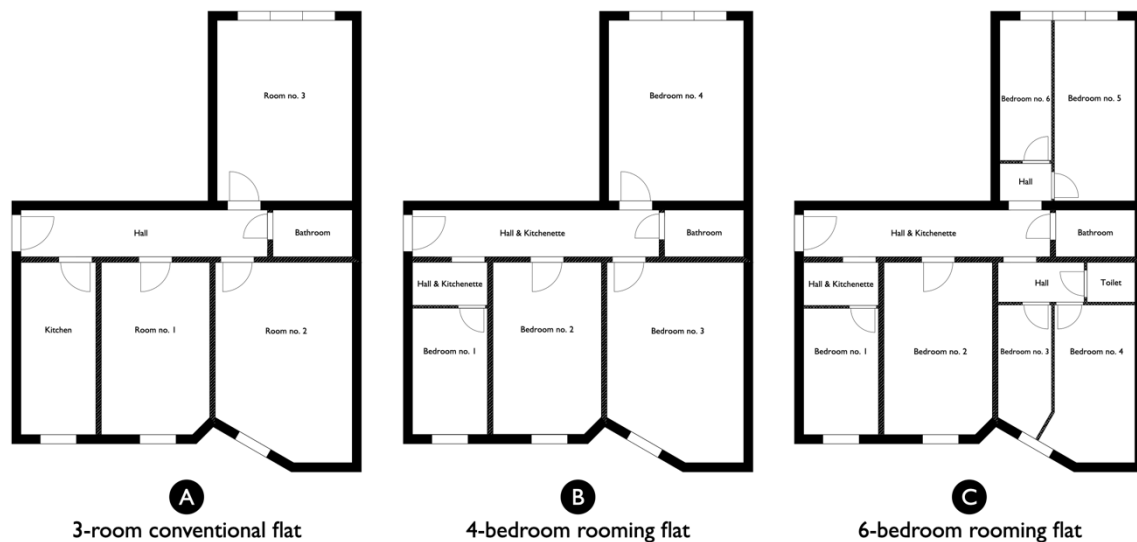 Room no. 3
Hall
Bathroom
Kitchen
Room no. 1
Room no. 2
A
3-room conventional flat
Bedroom no. 4
Hall & Kitchenette
Bathroom
Hall & Kitchenette
Bedroom no. 1
Bedroom no. 2
Bedroom no. 3
B
4-bedroom rooming flat
Bedroom no. 6
Bedroom no. 5
Hall
Hall & Kitchenette
Bathroom
Hall & Kitchenette
Hall
Toilet
Bedroom no. 1
Bedroom no. 2
Bedroom no. 3
Bedroom no. 4
C
6-bedroom rooming flat